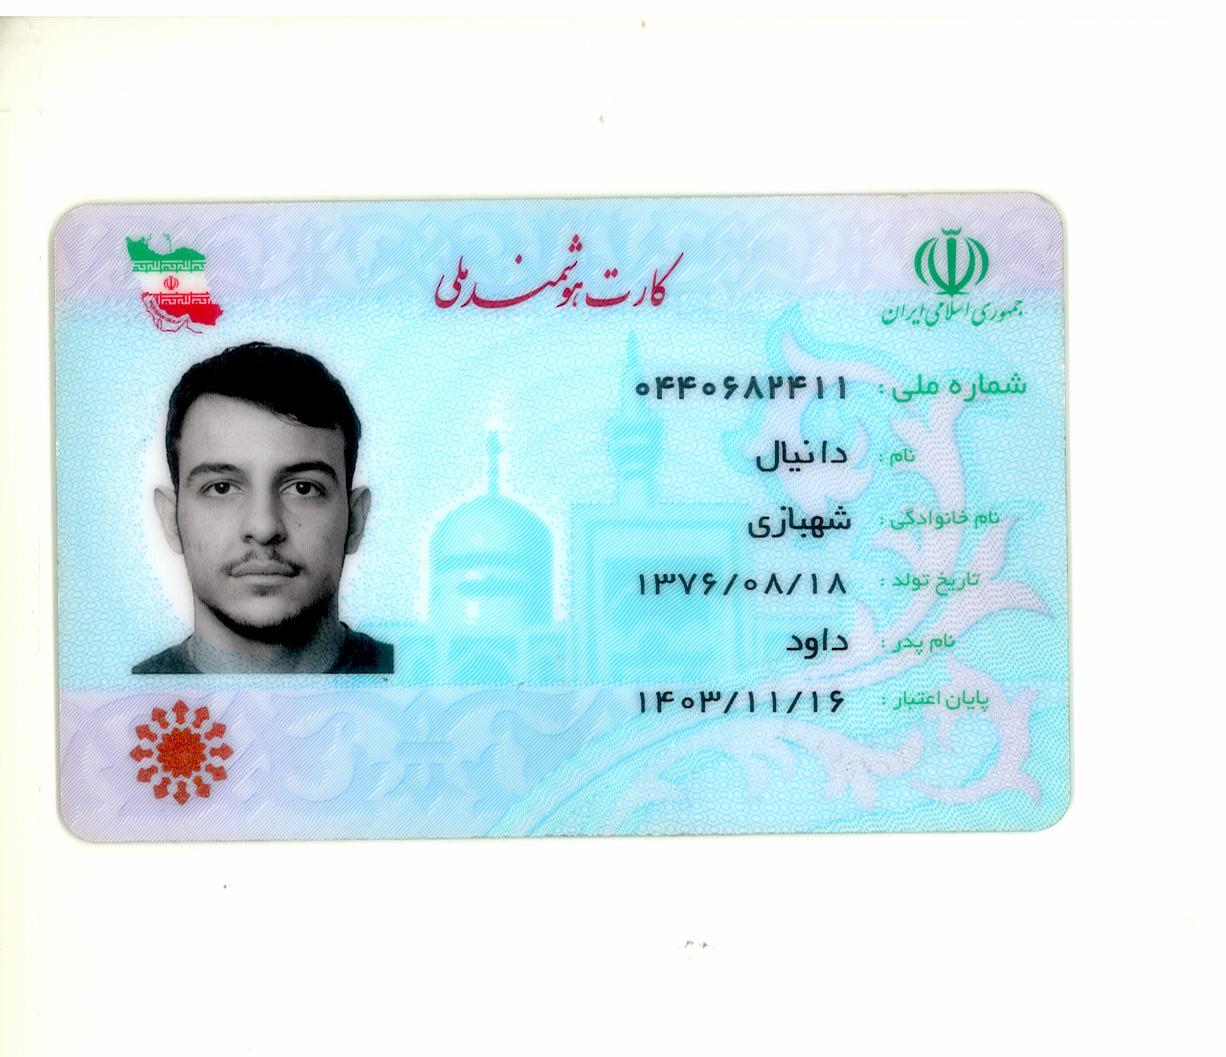 کارت هوشمند ملی
جمهوری اسلامی ایران
شماره ملی : ۰۴۴۰۶۸۲۴۱۱
نام : دانیال
نام خانوادگی : شهبازی
تاریخ تولد : ۱۳۷۶/۰۸/۱۸
نام پدر : داود
پایان اعتبار : ۱۴۰۳/۱۱/۱۶